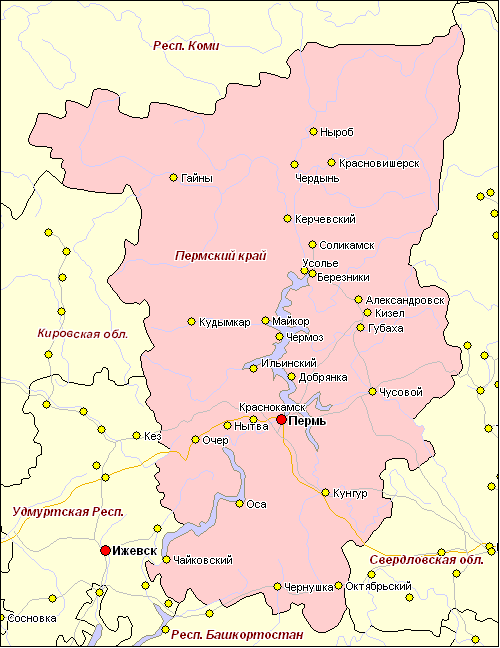 Респ. Коми
Ныроб
Красновишерск
Чердынь
Гайны
Керчевский
Соликамск
Пермский край
Усолье
Березники
Александровск
Кизел
Кудымкар
Майкор
Губаха
Кировская обл.
Чермоз
Ильинский
Добрянка
Чусовой
Краснокамск
Пермь
Нытва
Кез
Очер
Кунгур
Оса
Удмуртская Респ.
Ижевск
Чайковский
Свердловская обл.
Чернушка
Октябрьский
Сосновка
Респ. Башкортостан